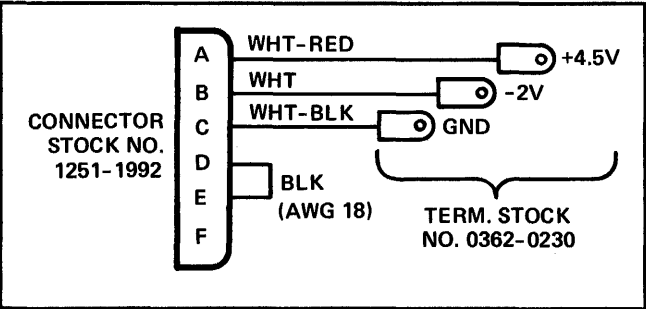 WHT-RED
A
+4.5V
WHT
B
-2V
WHT-BLK
C
GND
CONNECTOR
STOCK NO.
1251-1992
D
E
F
BLK
(AWG 18)
TERM. STOCK
NO. 0362-0230